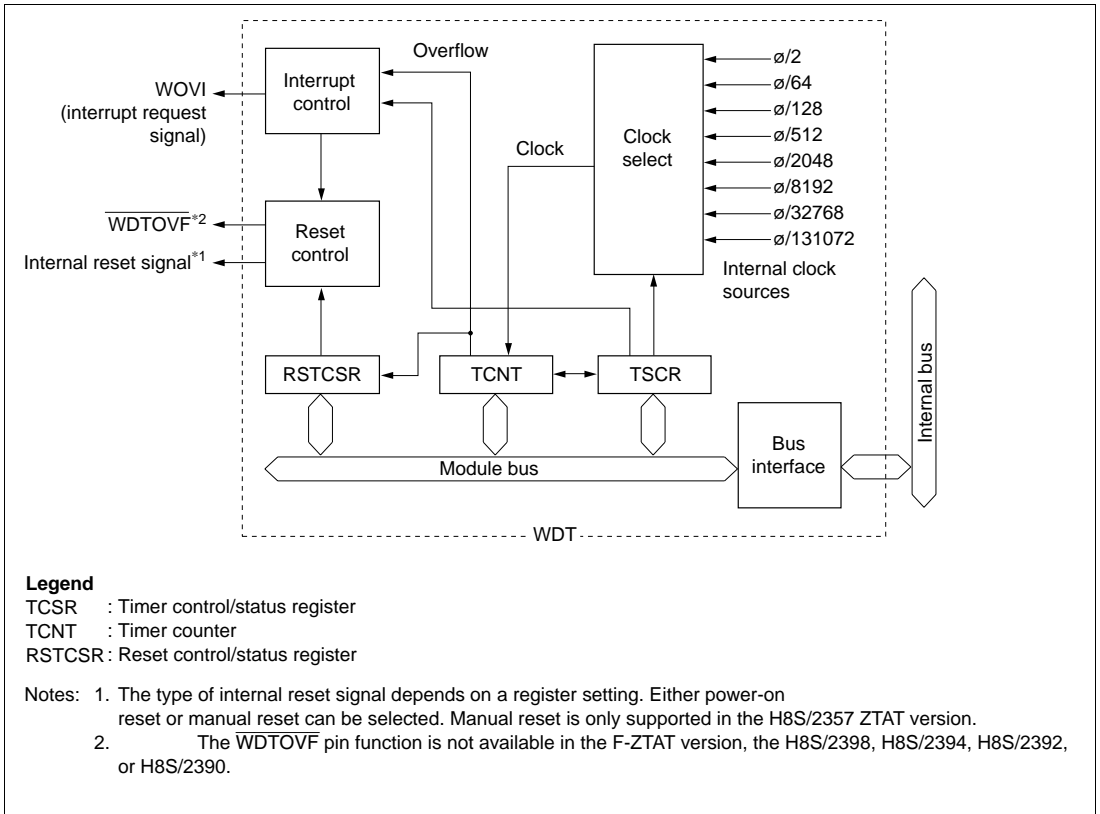 Overflow
Interrupt
control
WOVI
(interrupt request
signal)
ø/2
ø/64
ø/128
ø/512
ø/2048
ø/8192
ø/32768
ø/131072
Clock
select
Clock
Internal clock
sources
WDTOVF*2
Internal reset signal*1
Reset
control
RSTCSR
TCNT
TSCR
Module bus
Bus
interface
Internal bus
WDT
Legend
TCSR : Timer control/status register
TCNT : Timer counter
RSTCSR : Reset control/status register
Notes: 1. The type of internal reset signal depends on a register setting. Either power-on
reset or manual reset can be selected. Manual reset is only supported in the H8S/2357 ZTAT version.
2. The WDTOVF pin function is not available in the F-ZTAT version, the H8S/2398, H8S/2394, H8S/2392,
or H8S/2390.